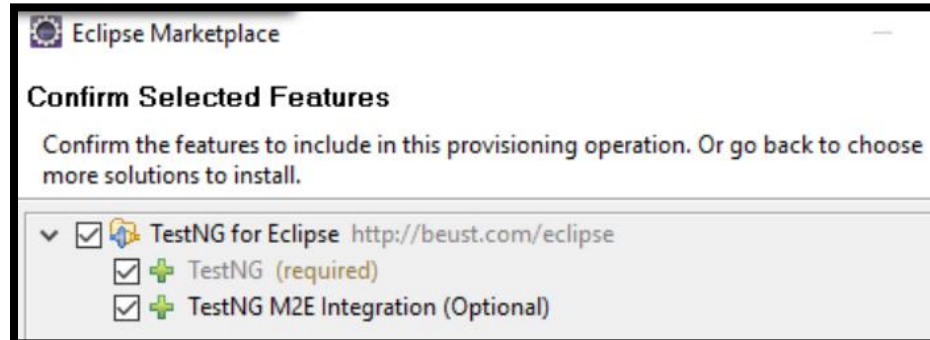 Eclipse Marketplace
Confirm Selected Features
Confirm the features to include in this provisioning operation. Or go back to choose
more solutions to install.
TestNG for Eclipse http://beust.com/eclipse
TestNG (required)
TestNG M2E Integration (Optional)